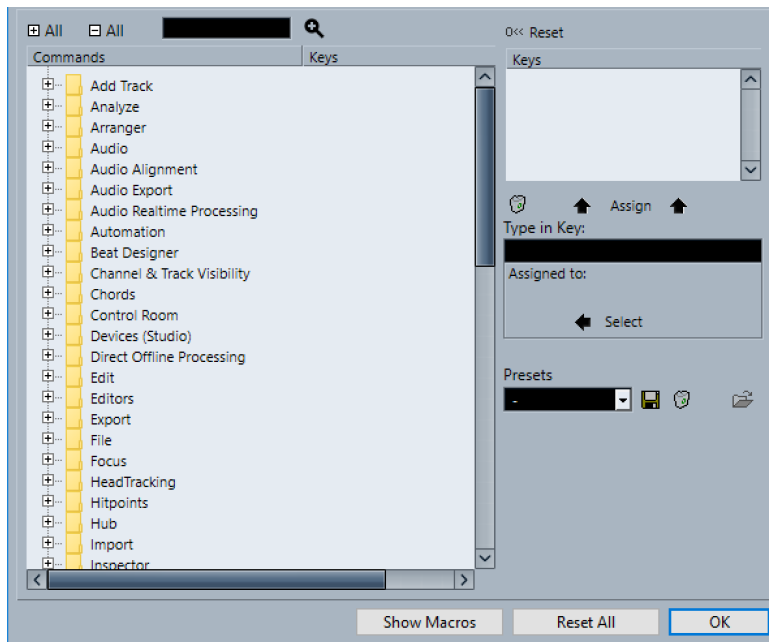 All All
Commands Keys
Add Track
Analyze
Arranger
Audio
Audio Alignment
Audio Export
Audio Realtime Processing
Automation
Beat Designer
Channel & Track Visibility
Chords
Control Room
Devices (Studio)
Direct Offline Processing
Edit
Editors
Export
File
Focus
HeadTracking
Hitpoints
Hub
Import
Inspector
0<< Reset
Keys
Assign
Type in Key:
Assigned to:
Select
Presets
-
Show Macros Reset All OK